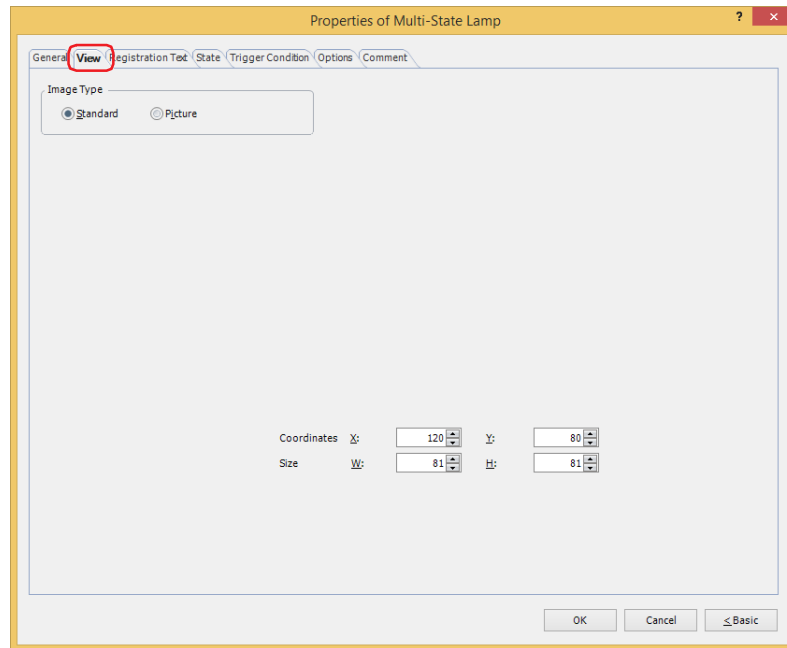 Properties of Multi-State Lamp ? ×
General View Registration Text State Trigger Condition Options Comment
Image Type
Standard Picture
Coordinates X: 120 Y: 80
Size W: 81 H: 81
OK Cancel < Basic